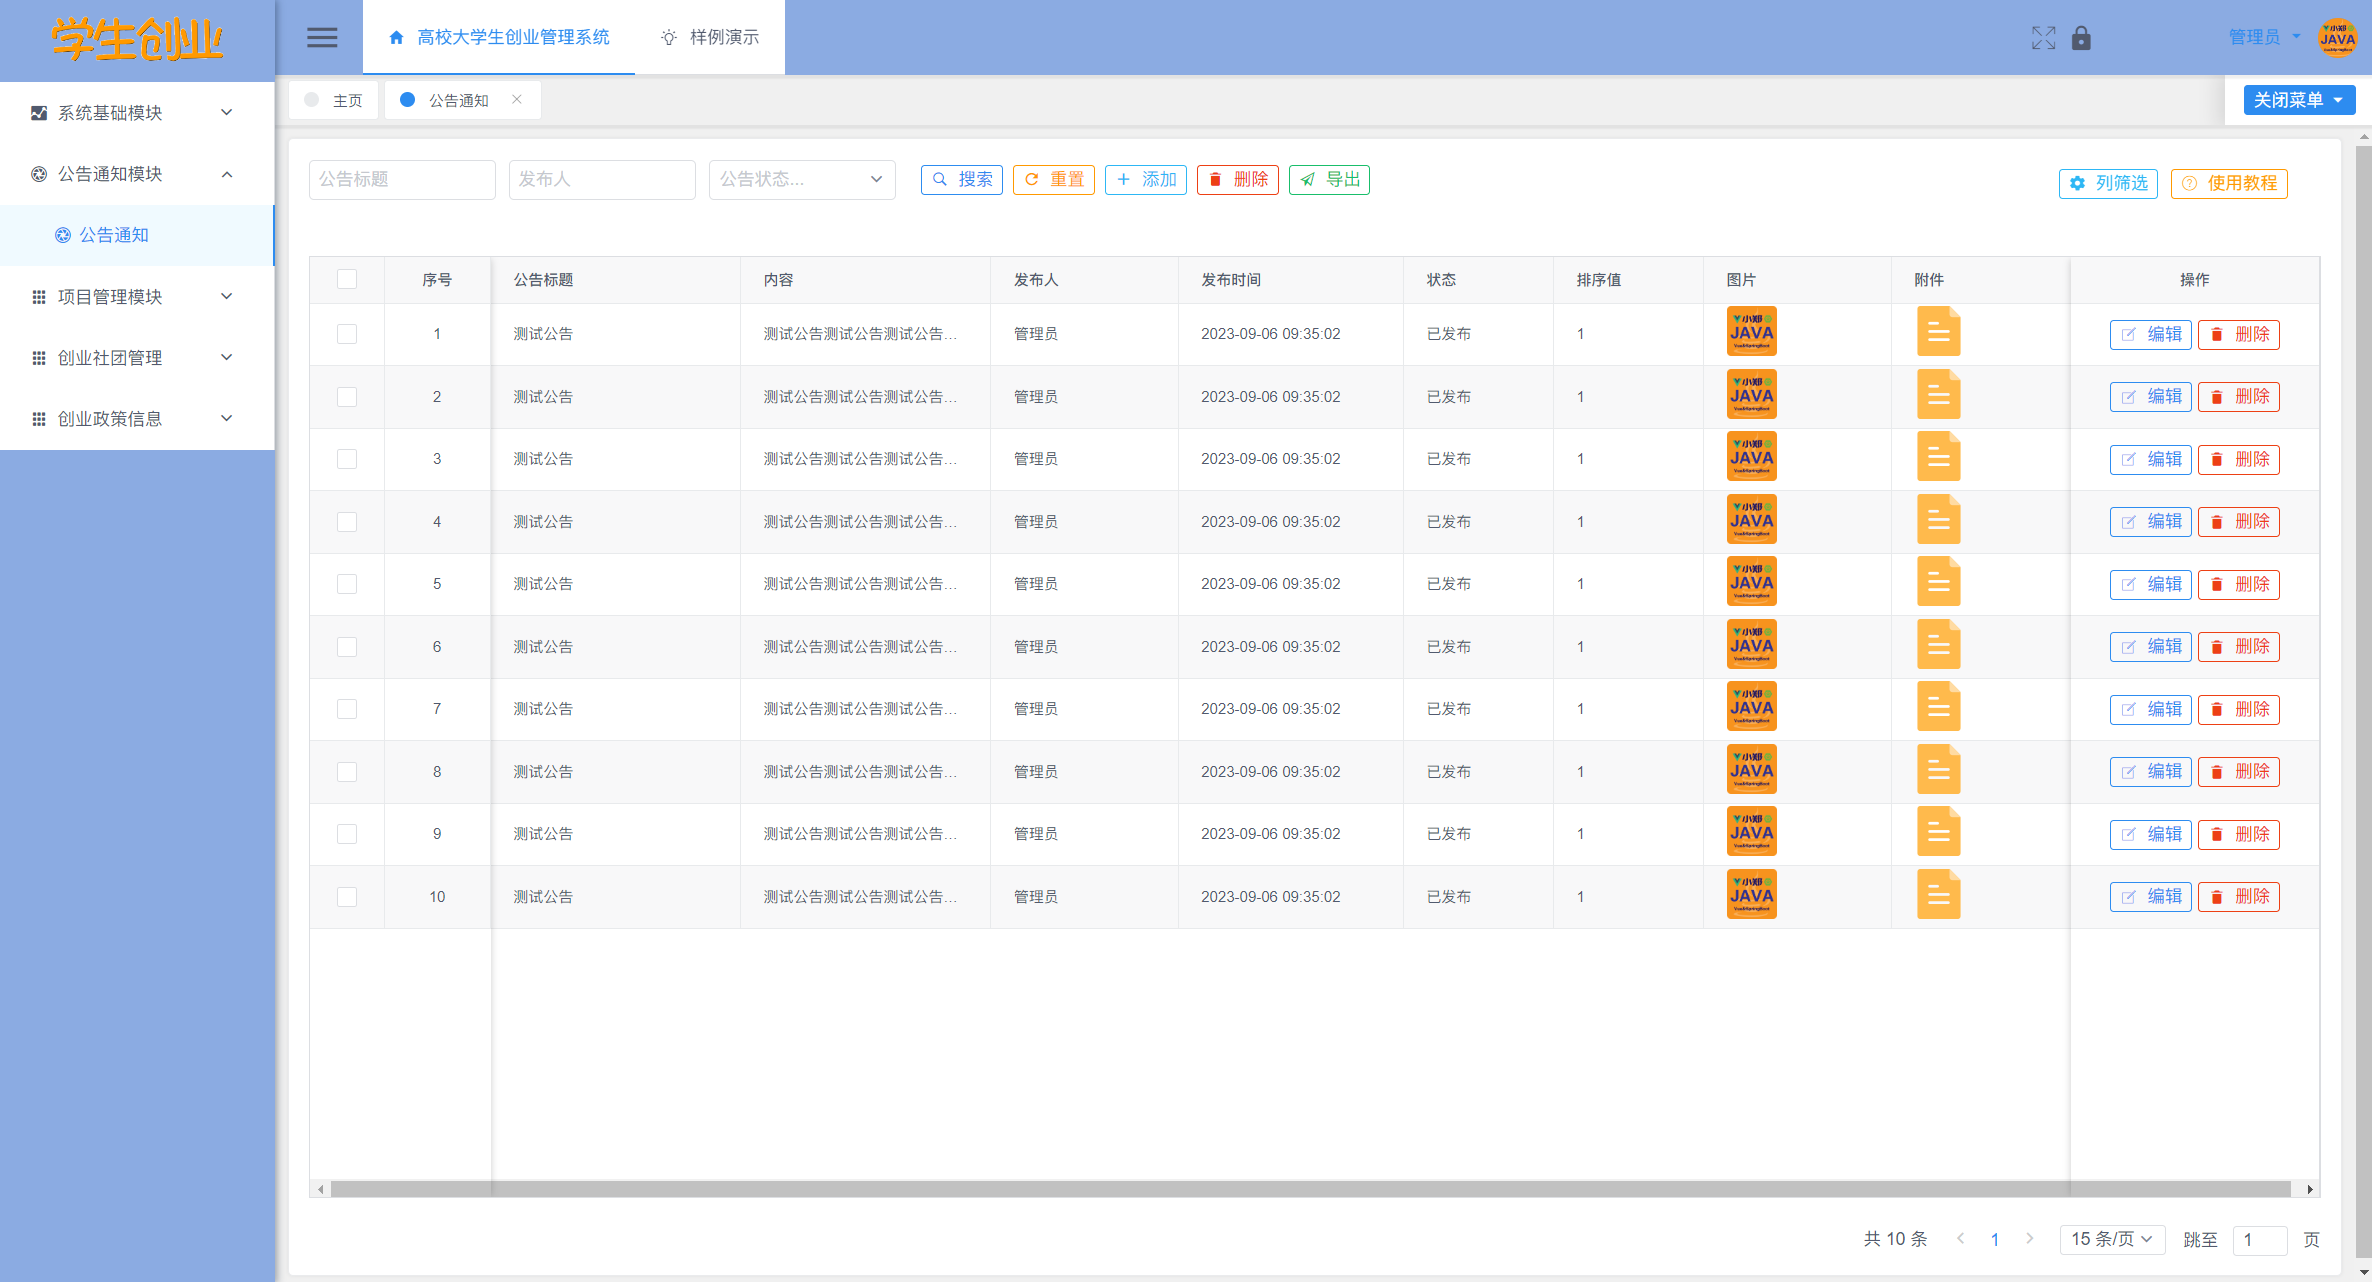 学生创业
高校大学生创业管理系统 样例演示 管理员
主页 公告通知 关闭菜单
系统基础模块
公告通知模块
公告通知
项目管理模块
创业社团管理
创业政策信息
公告标题 发布人 公告状态... 搜索 重置 添加 删除 导出 列筛选 使用教程
序号 公告标题 内容 发布人 发布时间 状态 排序值 图片 附件 操作
1 测试公告 测试公告测试公告测试公告... 管理员 2023-09-06 09:35:02 已发布 1 小郑 JAVA 编辑 删除
2 测试公告 测试公告测试公告测试公告... 管理员 2023-09-06 09:35:02 已发布 1 小郑 JAVA 编辑 删除
3 测试公告 测试公告测试公告测试公告... 管理员 2023-09-06 09:35:02 已发布 1 小郑 JAVA 编辑 删除
4 测试公告 测试公告测试公告测试公告... 管理员 2023-09-06 09:35:02 已发布 1 小郑 JAVA 编辑 删除
5 测试公告 测试公告测试公告测试公告... 管理员 2023-09-06 09:35:02 已发布 1 小郑 JAVA 编辑 删除
6 测试公告 测试公告测试公告测试公告... 管理员 2023-09-06 09:35:02 已发布 1 小郑 JAVA 编辑 删除
7 测试公告 测试公告测试公告测试公告... 管理员 2023-09-06 09:35:02 已发布 1 小郑 JAVA 编辑 删除
8 测试公告 测试公告测试公告测试公告... 管理员 2023-09-06 09:35:02 已发布 1 小郑 JAVA 编辑 删除
9 测试公告 测试公告测试公告测试公告... 管理员 2023-09-06 09:35:02 已发布 1 小郑 JAVA 编辑 删除
10 测试公告 测试公告测试公告测试公告... 管理员 2023-09-06 09:35:02 已发布 1 小郑 JAVA 编辑 删除
共 10 条 1 15 条/页 跳至 1 页